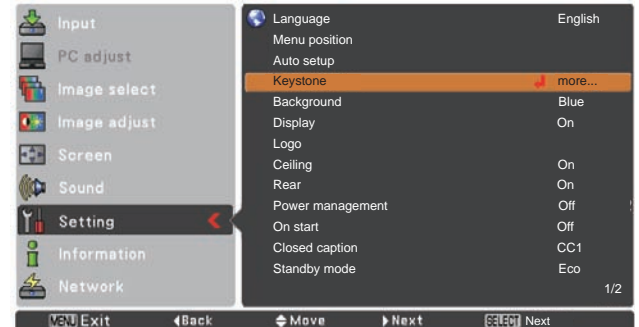 Input
PC adjust
Image select
Image adjust
Screen
Sound
Setting
Information
Network
Language English
Menu position
Auto setup
Keystone more...
Background Blue
Display On
Logo
Ceiling On
Rear On
Power management Off
On start Off
Closed caption CC1
Standby mode Eco
1/2
MENU Exit Back Move Next SELECT Next